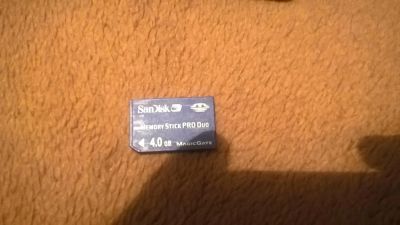 SanDisk
MEMORY STICK PRO DUO
4.0 GB MAGICGATE